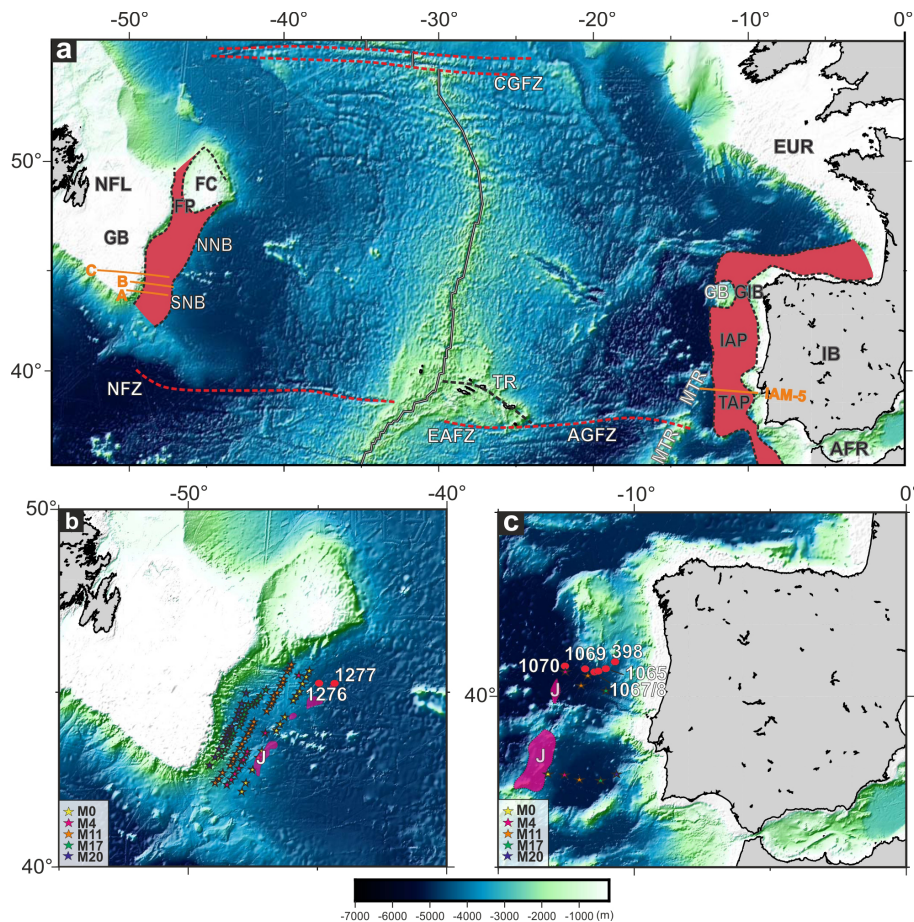 -50° -40° -30° -20° -10° 0°
a
CGFZ
50°
EUR
NFL
FC
FR
GB
NNB
C
B
A
SNB
GB GIB
IAP
IB
40°
NFZ
TR
MTR
IAM-5
TAP
EAFZ
AGFZ
MTR
AFR
-50° -40° -10° 0°
50°
b
c
1277
1276
J
1070 1069 398
1065
1067/8
40°
J
J
M0
M4
M11
M17
M20
M0
M4
M11
M17
M20
40°
-7000 -6000 -5000 -4000 -3000 -2000 -1000 (m)